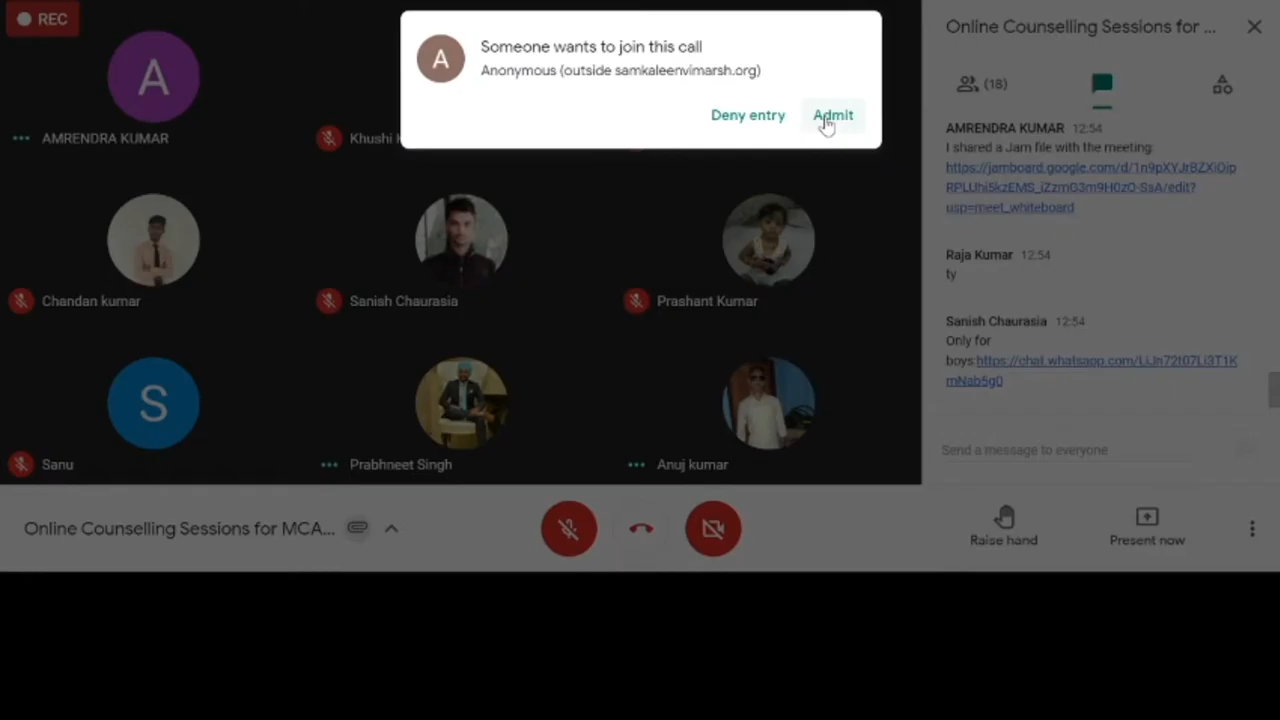 REC
A
AMRENDRA KUMAR
Khushi
A
Someone wants to join this call
Anonymous (outside samkaleenvimarsh.org)
Deny entry
Admit
Chandan kumar
Sanish Chaurasia
Prashant Kumar
S
Sanu
Prabhneet Singh
Anuj kumar
Online Counselling Sessions for ...
(18)
AMRENDRA KUMAR 12:54
I shared a Jam file with the meeting:
usp=meet_whiteboard
Raja Kumar 12:54
ty
Sanish Chaurasia 12:54
Only for
Send a message to everyone
Online Counselling Sessions for MCA...
Raise hand
Present now